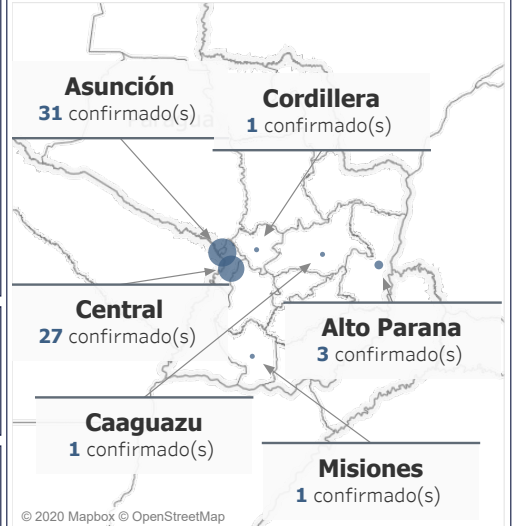 Asunción
31 confirmado(s)
Cordillera
1 confirmado(s)
Paraguay
Central
27 confirmado(s)
Alto Parana
3 confirmado(s)
Caaguazu
1 confirmado(s)
Misiones
1 confirmado(s)
© 2020 Mapbox © OpenStreetMap